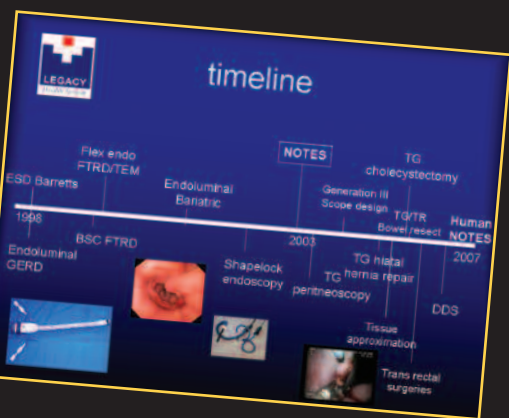 LEGACY
timeline
Flex endo
FTRD/TEM
NOTES
TG
cholecystectomy
ESD Barretts
Endoluminal
Bariatric
Generation III
Scope design
TG/TR
Bowel resect
Human
NOTES
1998
2003
2007
Endoluminal
GERD
BSC FTRD
Shapelock
endoscopy
TG
peritneoscopy
TG hiatal
hernia repair
DDS
Tissue
approximation
Trans rectal
surgeries